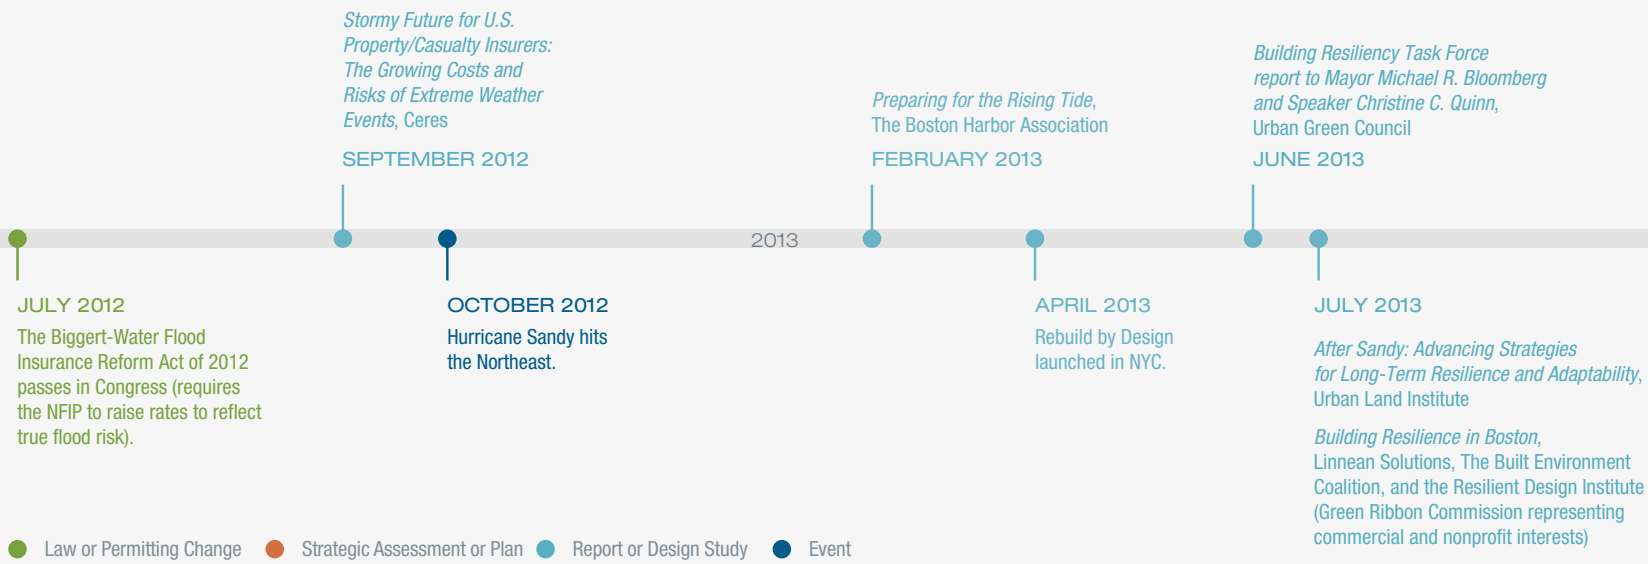 Stormy Future for U.S.
Property/Casualty Insurers:
The Growing Costs and
Risks of Extreme Weather
Events, Ceres
SEPTEMBER 2012
Preparing for the Rising Tide,
The Boston Harbor Association
FEBRUARY 2013
Building Resiliency Task Force
report to Mayor Michael R. Bloomberg
and Speaker Christine C. Quinn,
Urban Green Council
JUNE 2013
2013
JULY 2012
The Biggert-Water Flood
Insurance Reform Act of 2012
passes in Congress (requires
the NFIP to raise rates to reflect
true flood risk).
OCTOBER 2012
Hurricane Sandy hits
the Northeast.
APRIL 2013
Rebuild by Design
launched in NYC.
JULY 2013
After Sandy: Advancing Strategies
for Long-Term Resilience and Adaptability,
Urban Land Institute
Building Resilience in Boston,
Linnean Solutions, The Built Environment
Coalition, and the Resilient Design Institute
(Green Ribbon Commission representing
commercial and nonprofit interests)
Law or Permitting Change
Strategic Assessment or Plan
Report or Design Study
Event